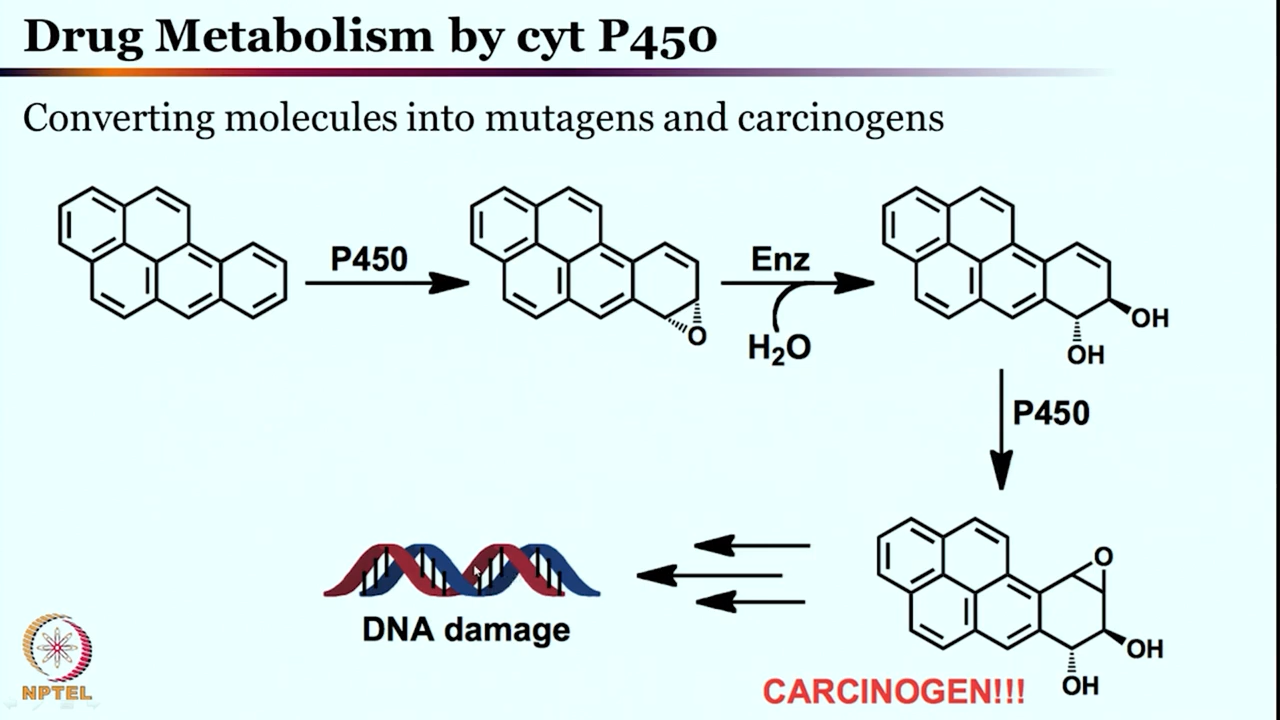 Drug Metabolism by cyt P450
Converting molecules into mutagens and carcinogens
P450
O
Enz
H₂O
OH
OH
P450
O
OH
OH
CARCINOGEN!!!
DNA damage
NPTEL